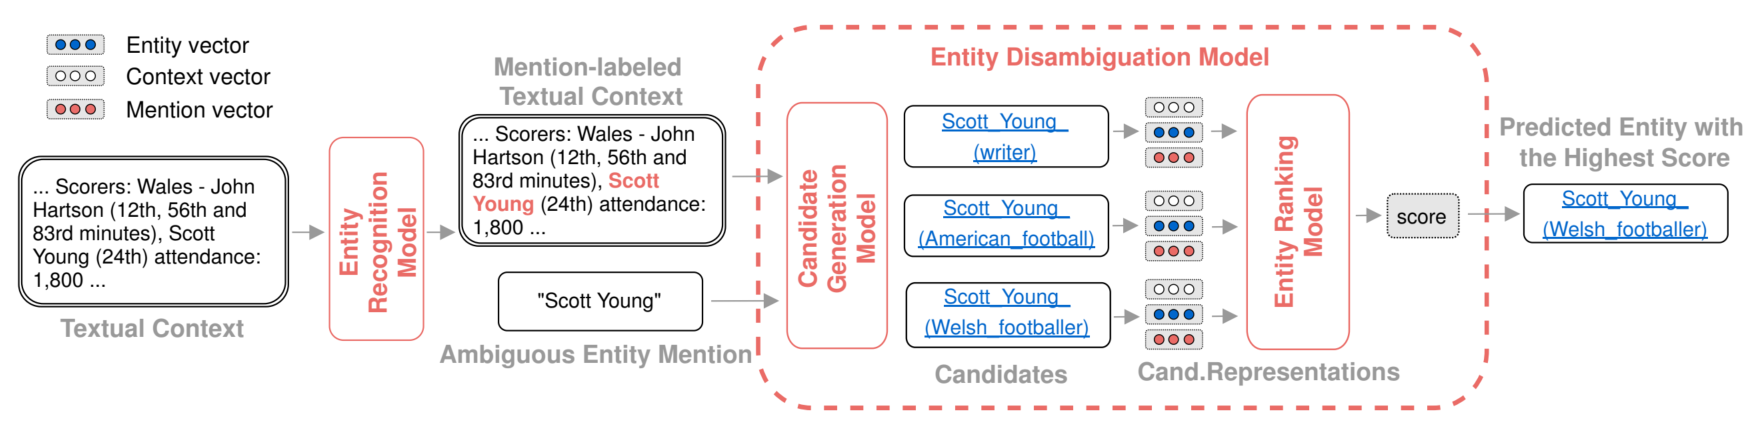 Entity vector
Context vector
Mention vector
... Scorers: Wales - John
Hartson (12th, 56th and
83rd minutes), Scott
Young (24th) attendance:
1,800 ...
Textual Context
Entity
Recognition
Model
Mention-labeled
Textual Context
... Scorers: Wales - John
Hartson (12th, 56th and
83rd minutes), Scott
Young (24th) attendance:
1,800 ...
"Scott Young"
Ambiguous Entity Mention
Entity Disambiguation Model
Candidate
Generation
Model
Scott_Young_
(writer)
Scott_Young_
(American_football)
Scott_Young_
(Welsh_footballer)
Candidates
Cand.Representations
Entity Ranking
Model
score
Predicted Entity with
the Highest Score
Scott_Young_
(Welsh_footballer)